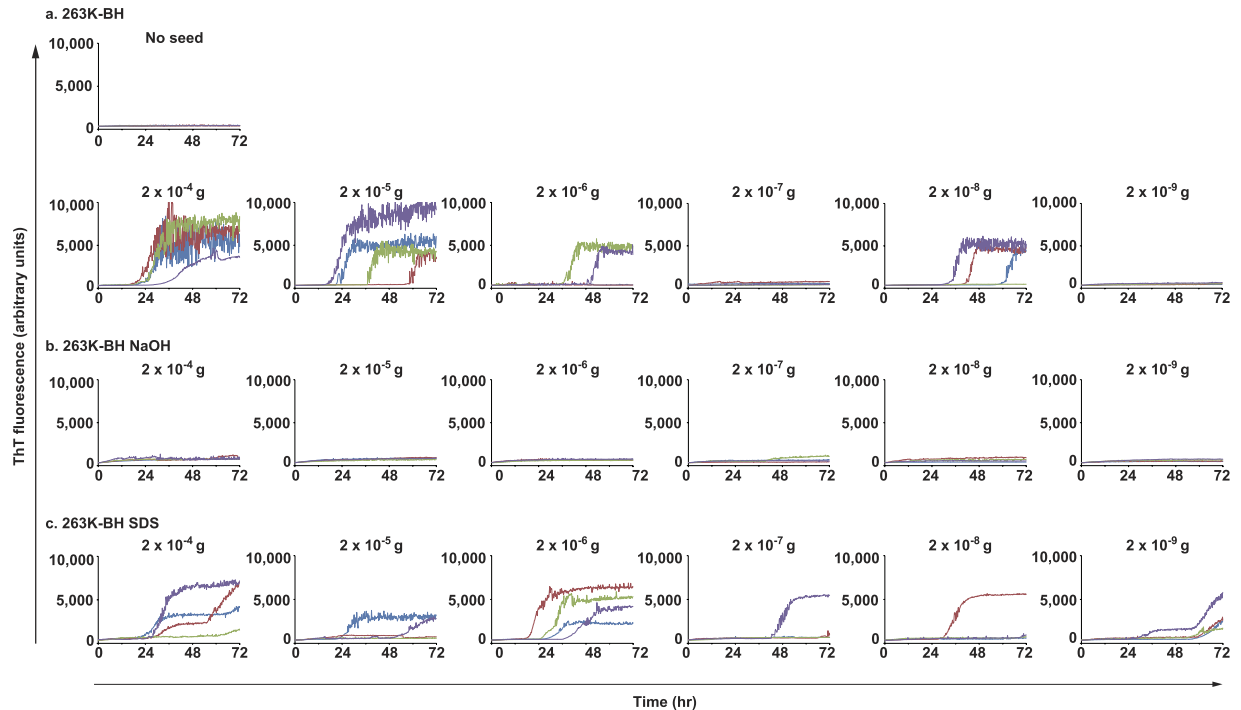 a. 263K-BH
No seed
10,000
5,000
0
0 24 48 72
2 x 10⁻⁴ g 2 x 10⁻⁵ g 2 x 10⁻⁶ g 2 x 10⁻⁷ g 2 x 10⁻⁸ g 2 x 10⁻⁹ g
10,000 10,000 10,000 10,000 10,000 10,000
5,000 5,000 5,000 5,000 5,000 5,000
0 0 0 0 0 0
0 24 48 72 0 24 48 72 0 24 48 72 0 24 48 72 0 24 48 72 0 24 48 72
ThT fluorescence (arbitrary units)
b. 263K-BH NaOH
2 x 10⁻⁴ g 2 x 10⁻⁵ g 2 x 10⁻⁶ g 2 x 10⁻⁷ g 2 x 10⁻⁸ g 2 x 10⁻⁹ g
10,000 10,000 10,000 10,000 10,000 10,000
5,000 5,000 5,000 5,000 5,000 5,000
0 0 0 0 0 0
0 24 48 72 0 24 48 72 0 24 48 72 0 24 48 72 0 24 48 72 0 24 48 72
c. 263K-BH SDS
2 x 10⁻⁴ g 2 x 10⁻⁵ g 2 x 10⁻⁶ g 2 x 10⁻⁷ g 2 x 10⁻⁸ g 2 x 10⁻⁹ g
10,000 10,000 10,000 10,000 10,000 10,000
5,000 5,000 5,000 5,000 5,000 5,000
0 0 0 0 0 0
0 24 48 72 0 24 48 72 0 24 48 72 0 24 48 72 0 24 48 72 0 24 48 72
Time (hr)